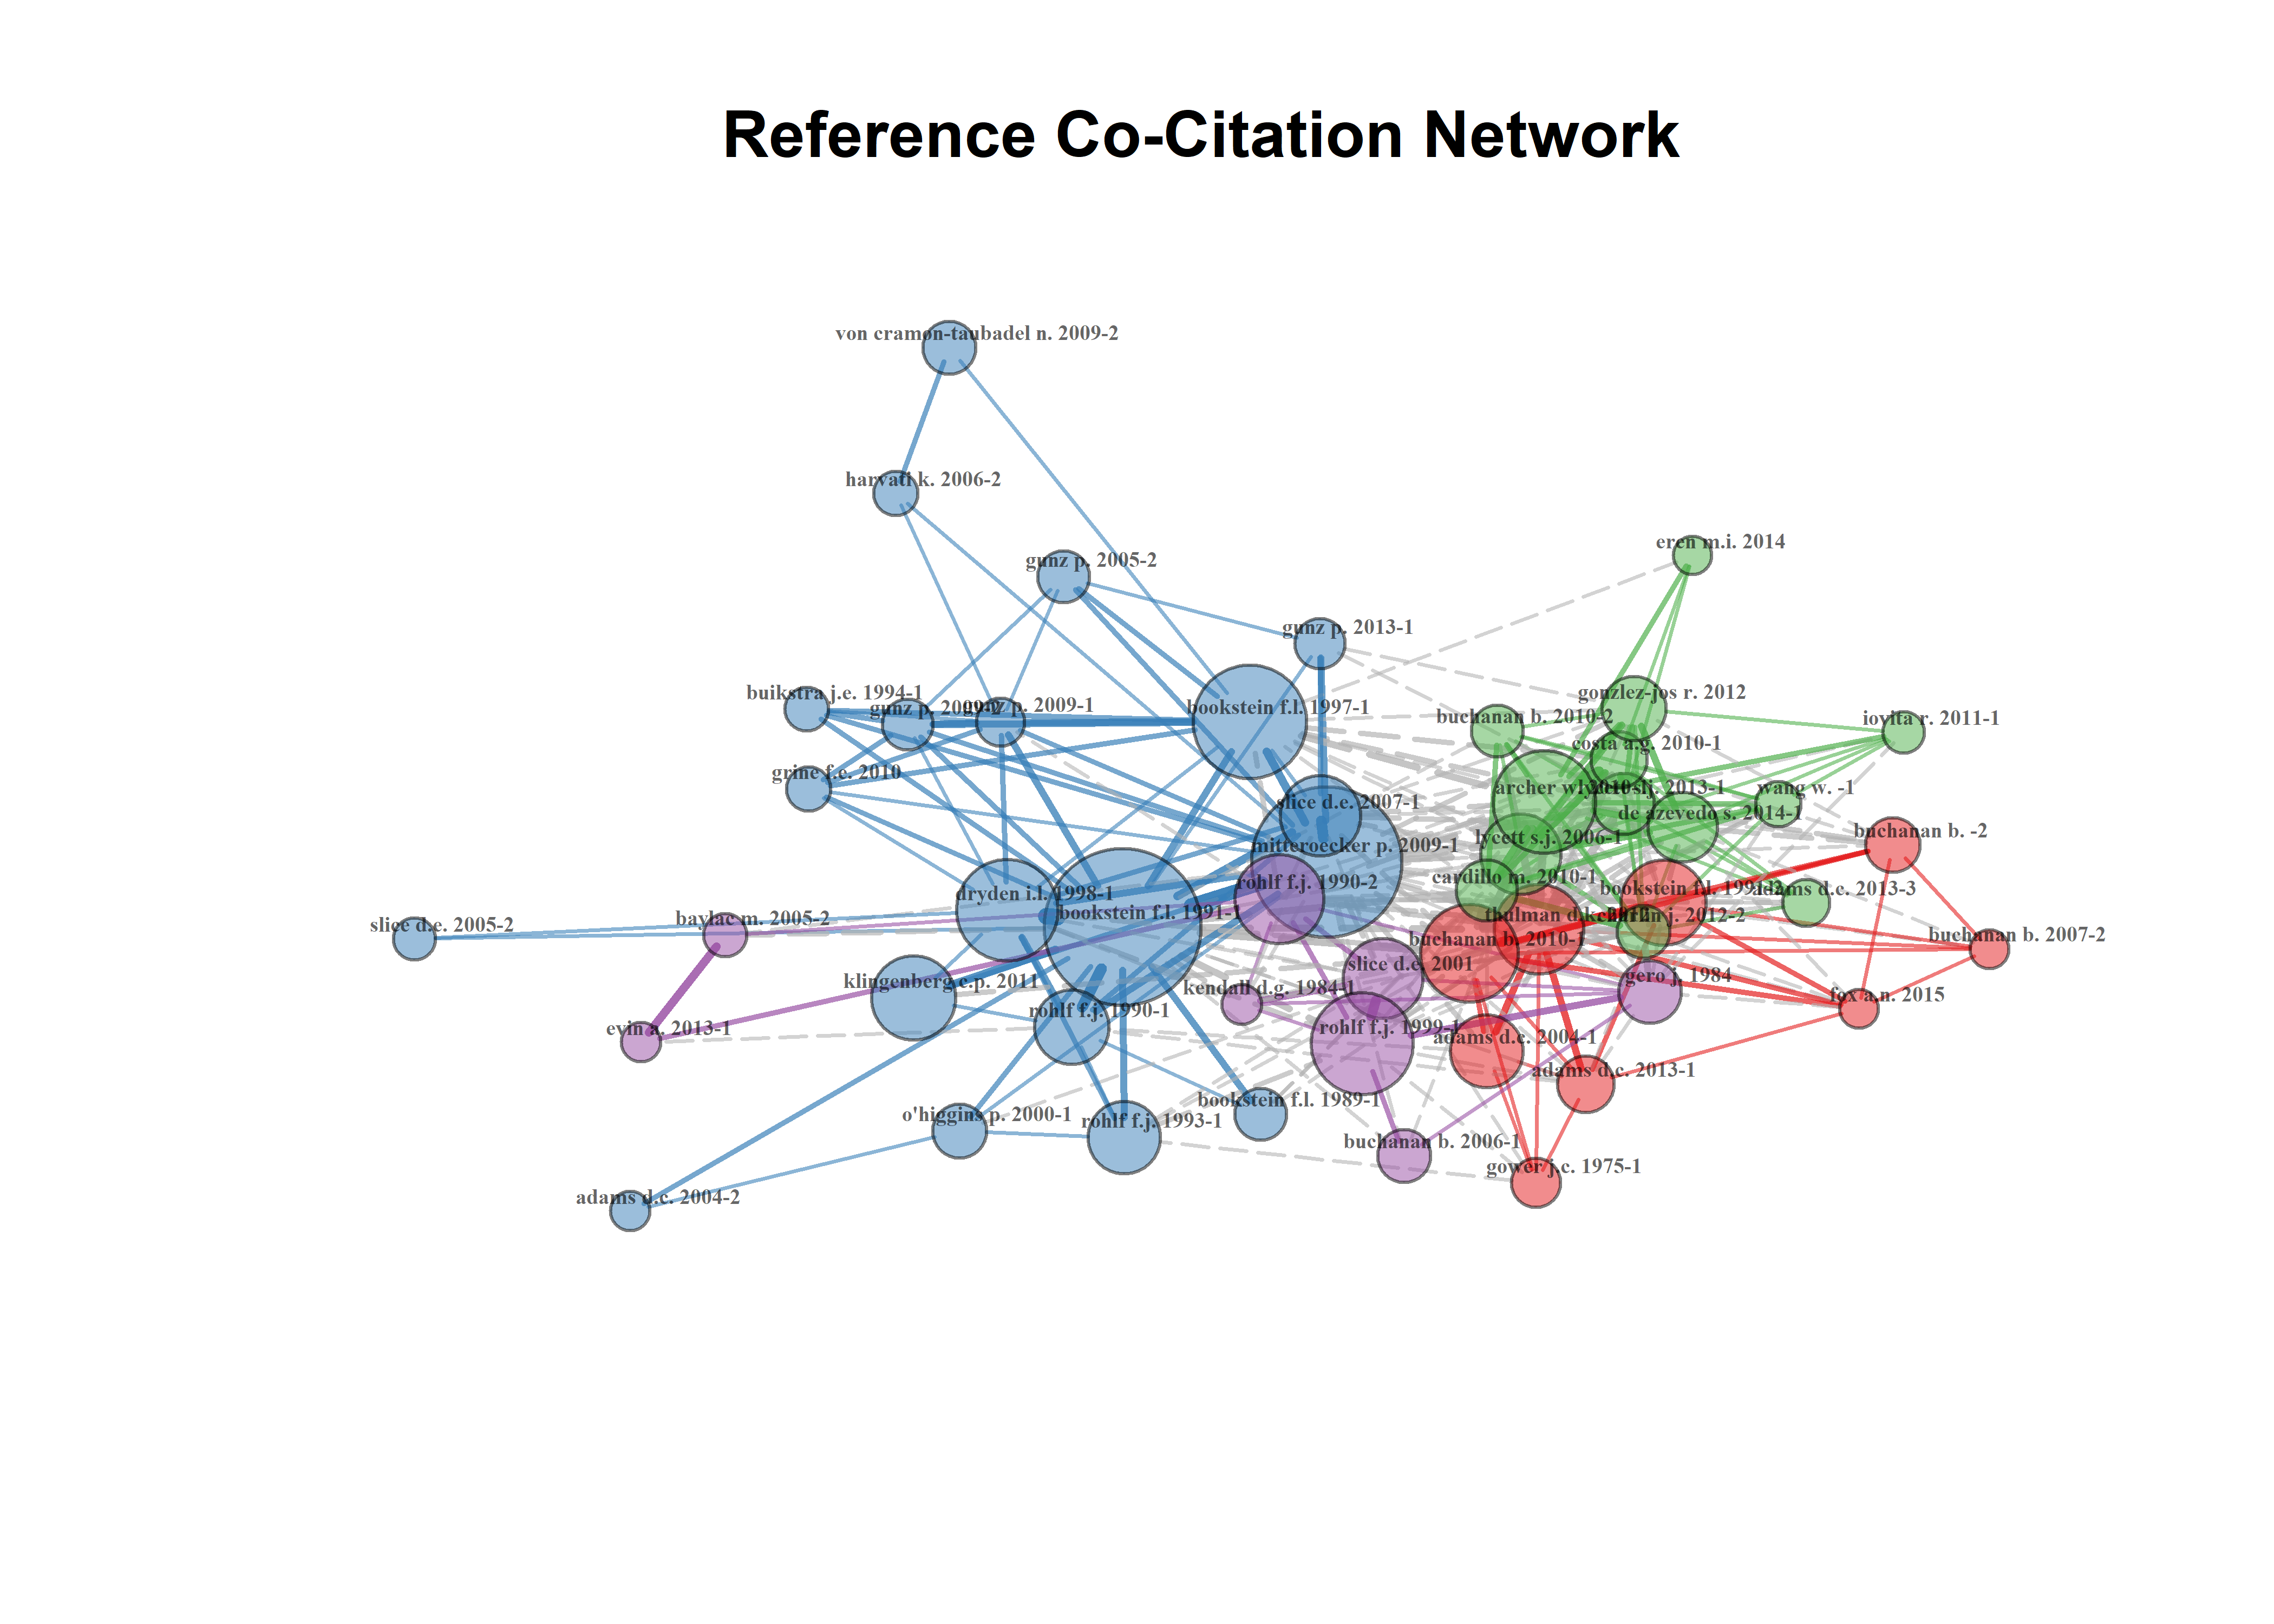 Reference Co-Citation Network
von cramon-taubadel n. 2009-2
harvati k. 2006-2
eren m.i. 2014
gunz p. 2005-2
gunz p. 2013-1
buikstra j.e. 1994-1
gunz p. 2009-2
gunz p. 2009-1
bookstein f.l. 1997-1
gonzlez-jos r. 2012
buchanan b. 2010-2
iovita r. 2011-1
costa a.g. 2010-1
grine f.e. 2010
archer w.
2013-1
wang w. -1
slice d.e. 2007-1
de azevedo s. 2014-1
lycett s.j. 2006-1
buchanan b. -2
mitteroecker p. 2009-1
cardillo m. 2010-1
rohlf f.j. 1990-2
dryden i.l. 1998-1
bookstein f.l. 1991-2
adams d.c. 2013-3
bookstein f.l. 1991-1
thulman d.k. 2012
j. 2012-2
slice d.e. 2005-2
baylac m. 2005-2
buchanan b. 2010-1
buchanan b. 2007-2
slice d.e. 2001
gero j. 1984
klingenberg c.p. 2011
kendall d.g. 1984-1
fox a.n. 2015
rohlf f.j. 1990-1
evin a. 2013-1
rohlf f.j. 1999-1
adams d.c. 2004-1
adams d.c. 2013-1
bookstein f.l. 1989-1
o'higgins p. 2000-1
rohlf f.j. 1993-1
buchanan b. 2006-1
gower j.c. 1975-1
adams d.c. 2004-2